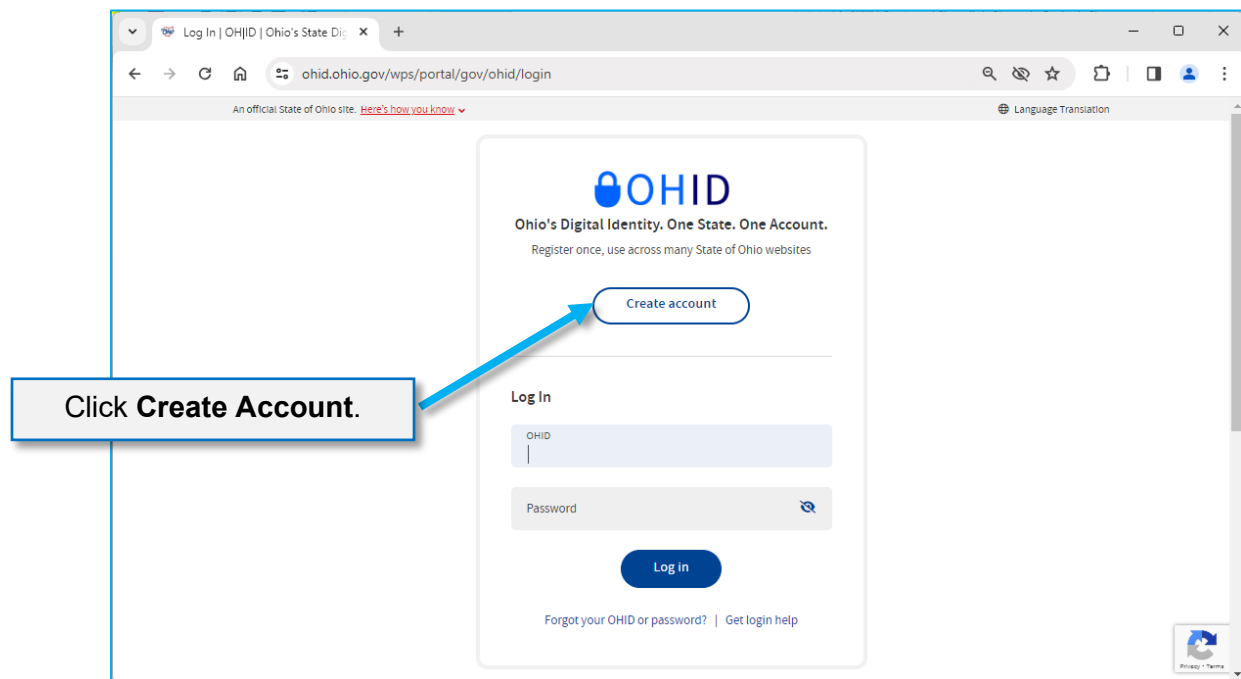 Log In | OH|ID | Ohio's State Dig
ohid.ohio.gov/wps/portal/gov/ohid/login
An official State of Ohio site. Here's how you know
Language Translation
OHID
Ohio's Digital Identity. One State. One Account.
Register once, use across many State of Ohio websites
Create account
Click Create Account.
Log In
OHID
Password
Log in
Forgot your OHID or password? | Get login help
Privacy • Terms